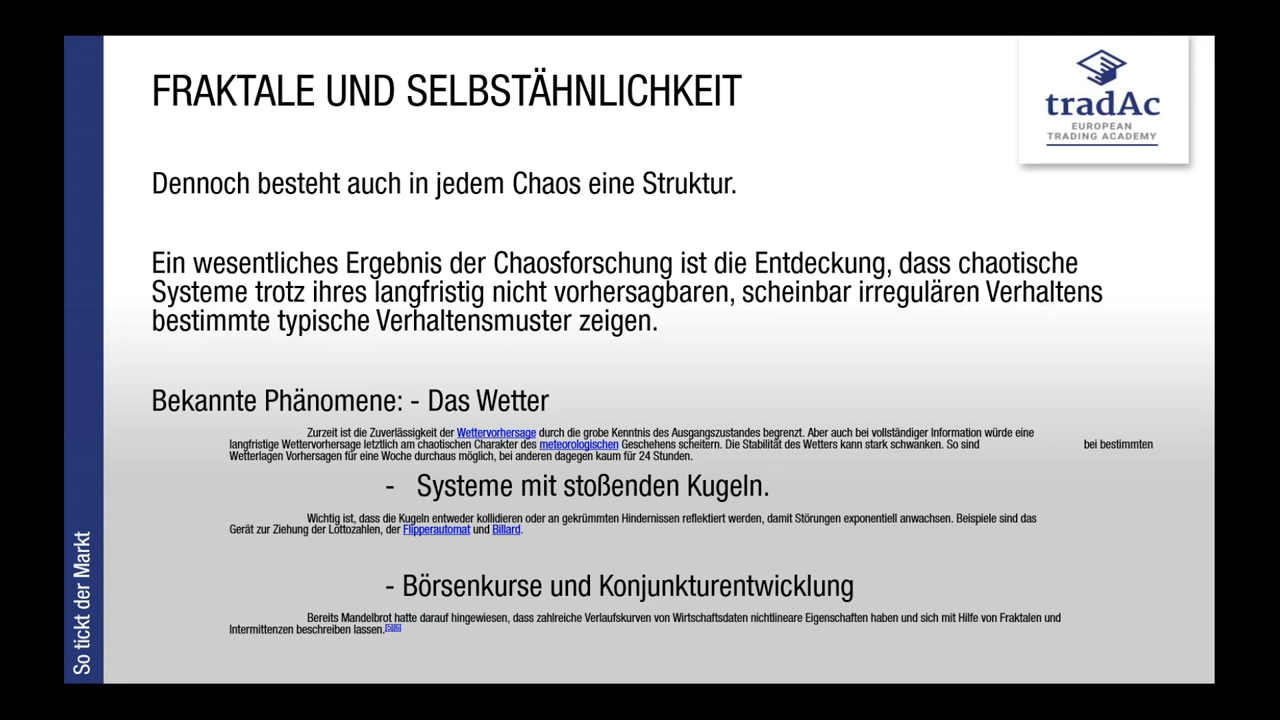 FRAKTALE UND SELBSTÄHNLICHKEIT
tradAc
EUROPEAN
TRADING ACADEMY
Dennoch besteht auch in jedem Chaos eine Struktur.
Ein wesentliches Ergebnis der Chaosforschung ist die Entdeckung, dass chaotische
Systeme trotz ihres langfristig nicht vorhersagbaren, scheinbar irregulären Verhaltens
bestimmte typische Verhaltensmuster zeigen.
Bekannte Phänomene: - Das Wetter
Zurzeit ist die Zuverlässigkeit der Wettervorhersage durch die grobe Kenntnis des Ausgangszustandes begrenzt. Aber auch bei vollständiger Information würde eine
langfristige Wettervorhersage letztlich am chaotischen Charakter des meteorologischen Geschehens scheitern. Die Stabilität des Wetters kann stark schwanken. So sind bei bestimmten
Wetterlagen Vorhersagen für eine Woche durchaus möglich, bei anderen dagegen kaum für 24 Stunden.
- Systeme mit stoßenden Kugeln.
Wichtig ist, dass die Kugeln entweder kollidieren oder an gekrümmten Hindernissen reflektiert werden, damit Störungen exponentiell anwachsen. Beispiele sind das
Gerät zur Ziehung der Lottozahlen, der Flipperautomat und Billard.
- Börsenkurse und Konjunkturentwicklung
Bereits Mandelbrot hatte darauf hingewiesen, dass zahlreiche Verlaufskurven von Wirtschaftsdaten nichtlineare Eigenschaften haben und sich mit Hilfe von Fraktalen und
Intermittenzen beschreiben lassen.[5][6]
So tickt der Markt